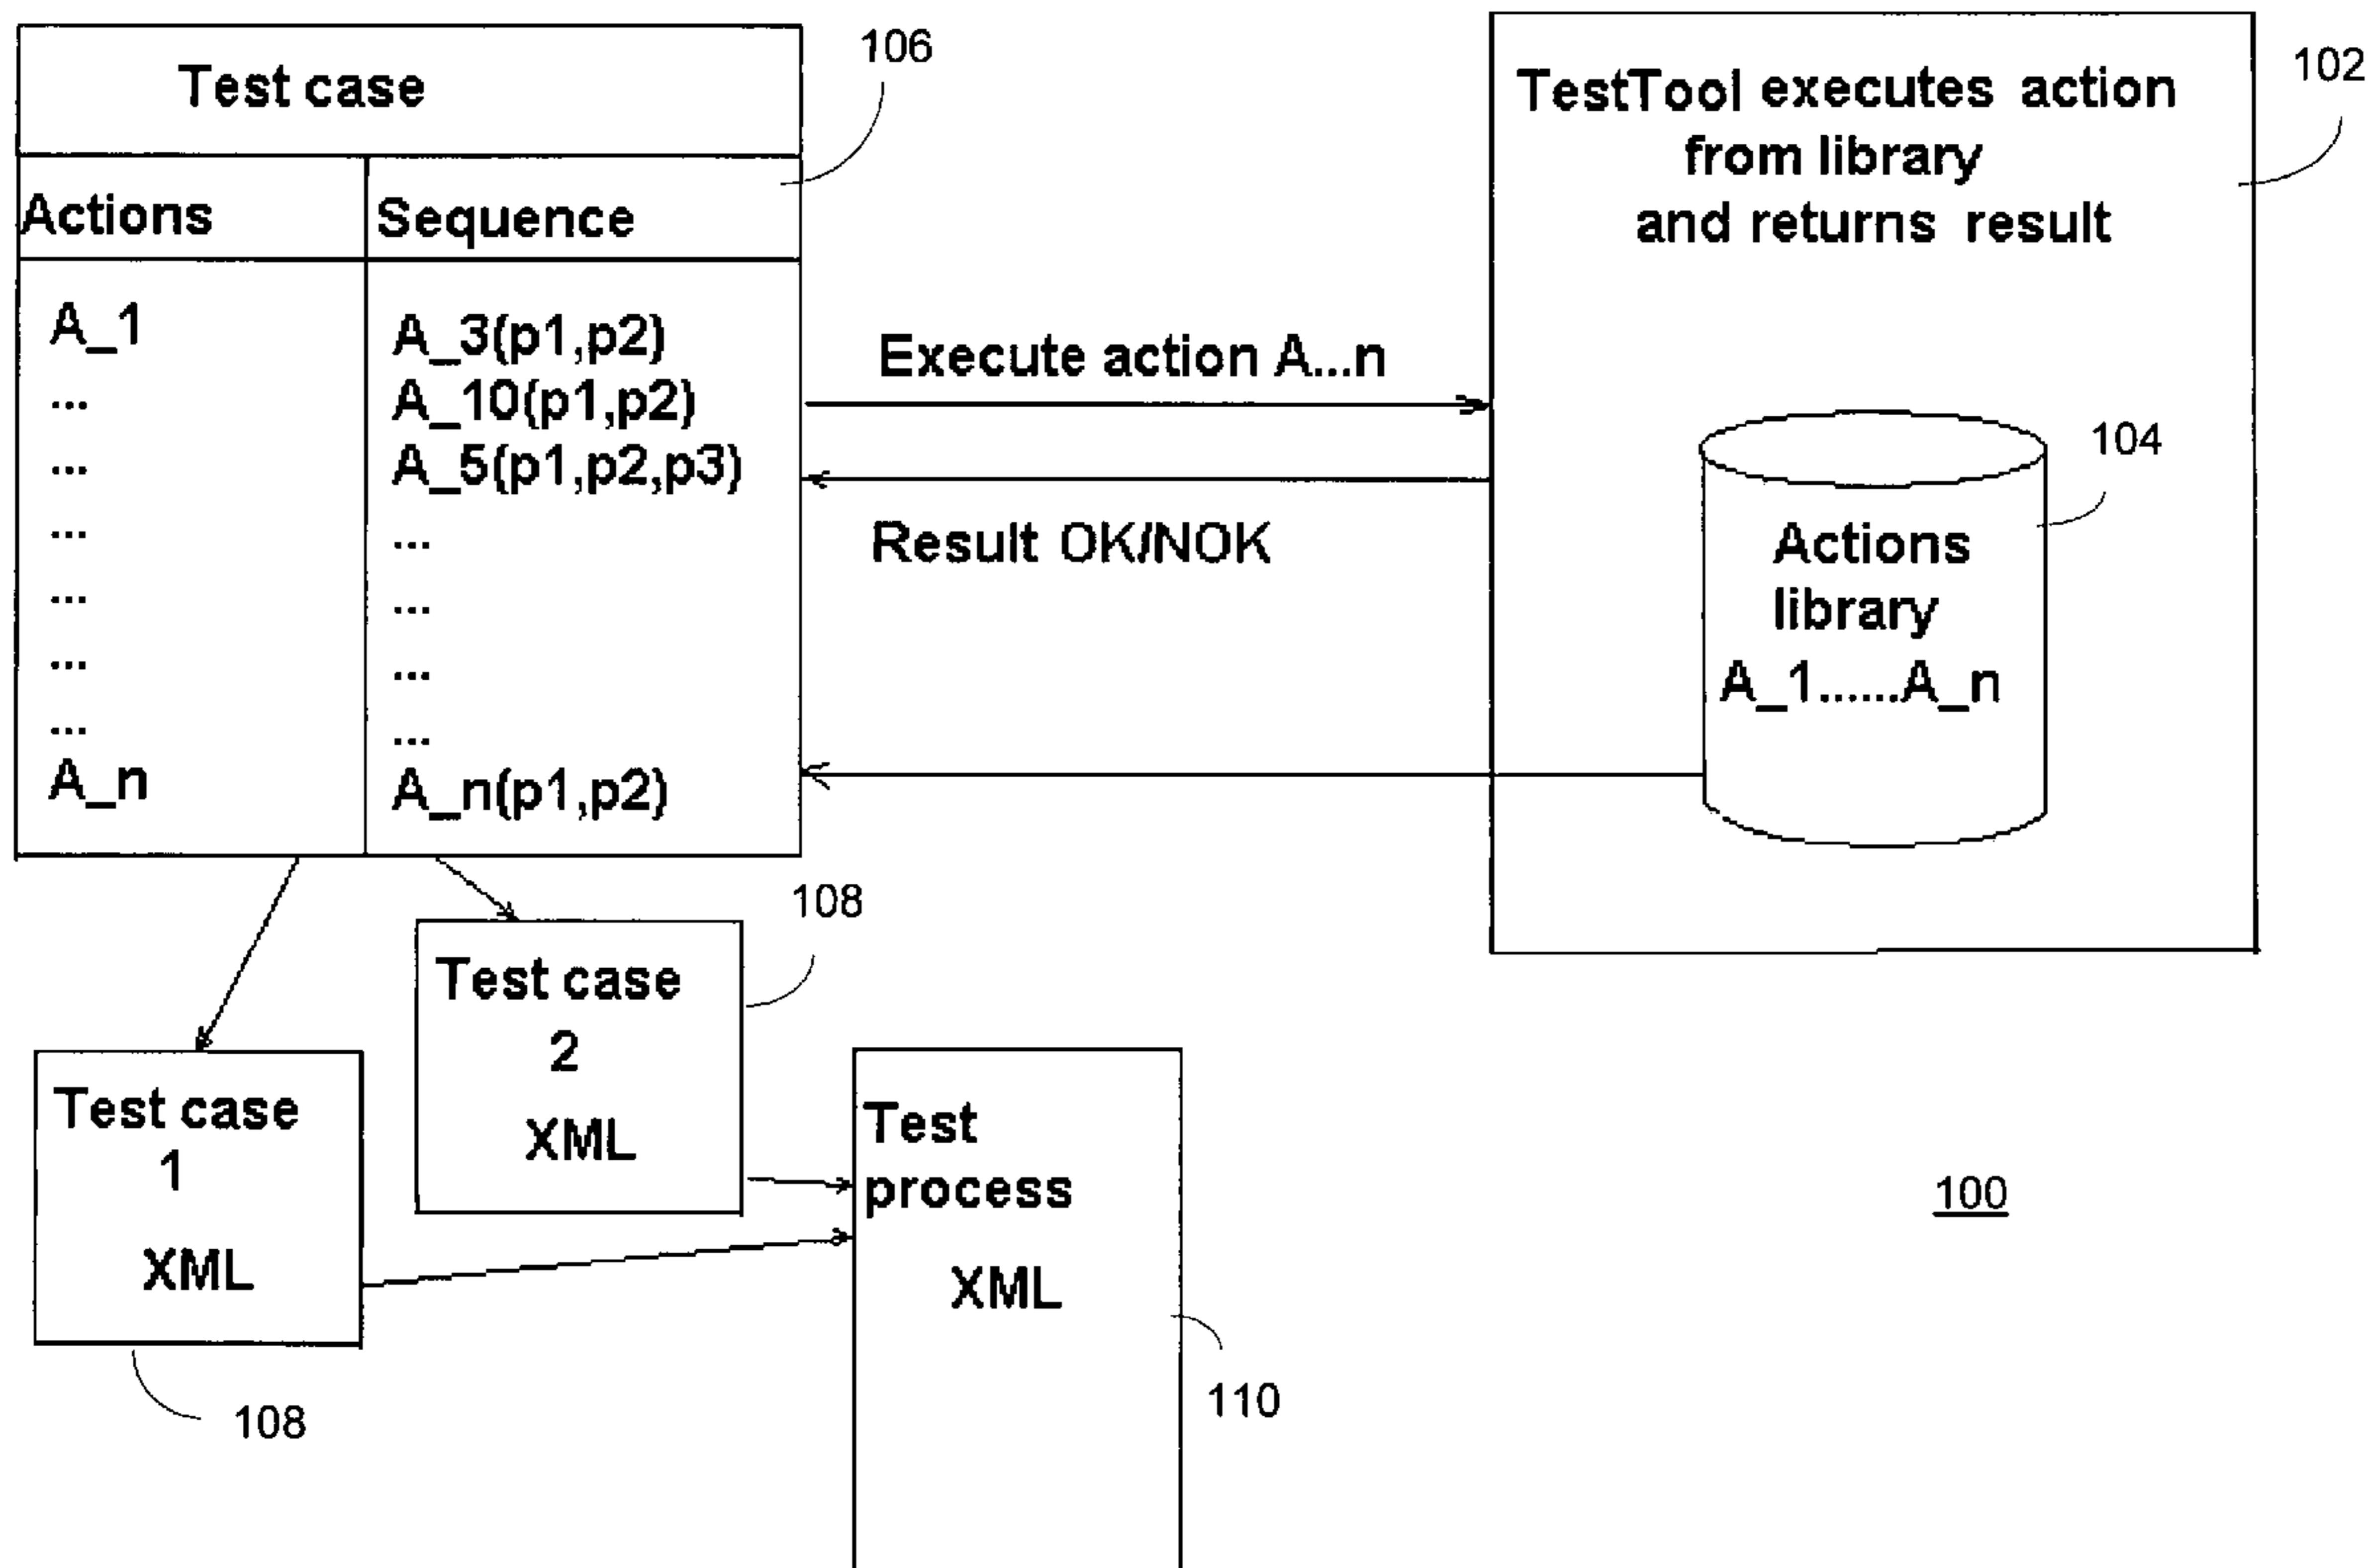 Test case
106
Actions
Sequence
A_1
...
...
...
...
...
...
A_n
A_3(p1,p2)
A_10(p1,p2)
A_5(p1,p2,p3)
...
...
...
...
A_n(p1,p2)
Execute action A...n
Result OK/NOK
TestTool executes action
from library
and returns result
102
104
Actions
library
A_1......A_n
108
Test case
2
XML
Test case
1
XML
108
Test
process
XML
110
100